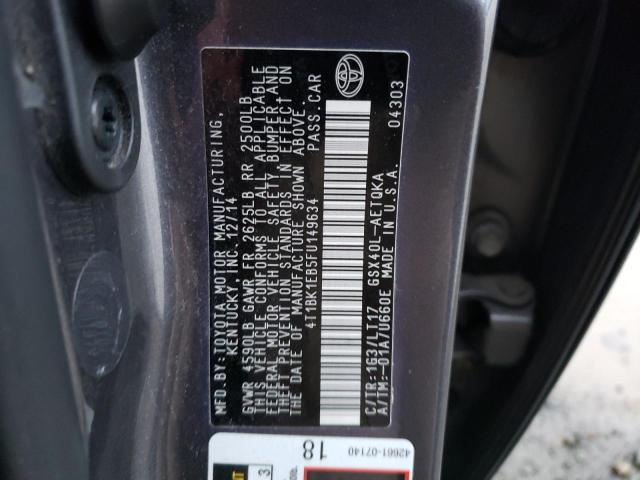 MFD.BY:TOYOTA MOTOR MANUFACTURING,
KENTUCKY, INC. 12/14
GVWR 4590LB GAWR FR 2625LB RR 2500LB
THIS VEHICLE CONFORMS TO ALL APPLICABLE
FEDERAL MOTOR VEHICLE SAFETY, BUMPER AND
THEFT PREVENTION STANDARDS IN EFFECT ON
THE DATE OF MANUFACTURE SHOWN ABOVE.
4T1BK1EB5FU149634 PASS.CAR
C/TR:1G3/LT17 GSX40L-AETQKA
A/TM:-01A/U660E MADE IN U.S.A.
04303
42661-07140
18
3